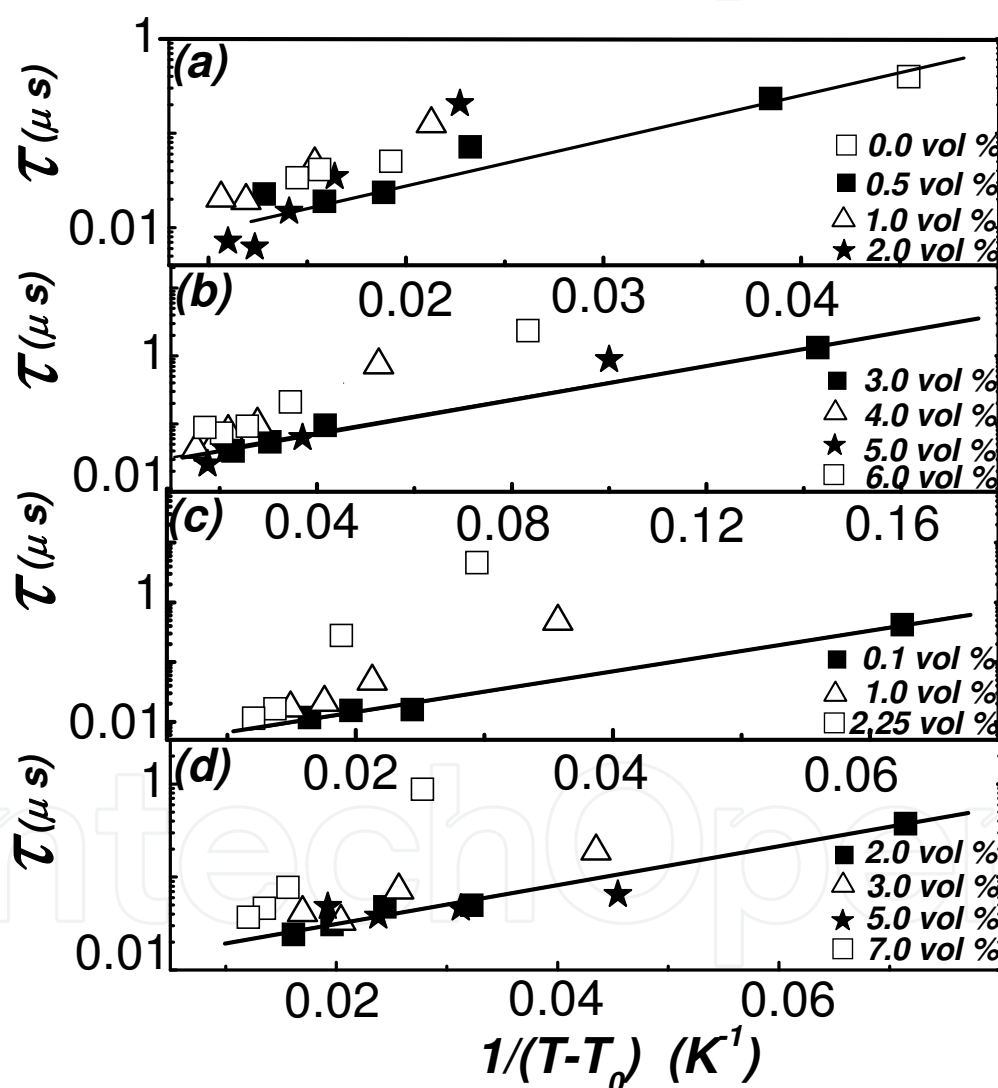 (a)
1
τ (μ s)
0.01
0.0 vol %
0.5 vol %
1.0 vol %
2.0 vol %
0.02 0.03 0.04
(b)
τ (μ s)
1
0.01
3.0 vol %
4.0 vol %
5.0 vol %
6.0 vol %
0.04 0.08 0.12 0.16
(c)
τ (μ s)
1
0.01
0.1 vol %
1.0 vol %
2.25 vol %
0.02 0.04 0.06
(d)
τ (μ s)
1
0.01
2.0 vol %
3.0 vol %
5.0 vol %
7.0 vol %
0.02 0.04 0.06
1/(T-T₀) (K⁻¹)